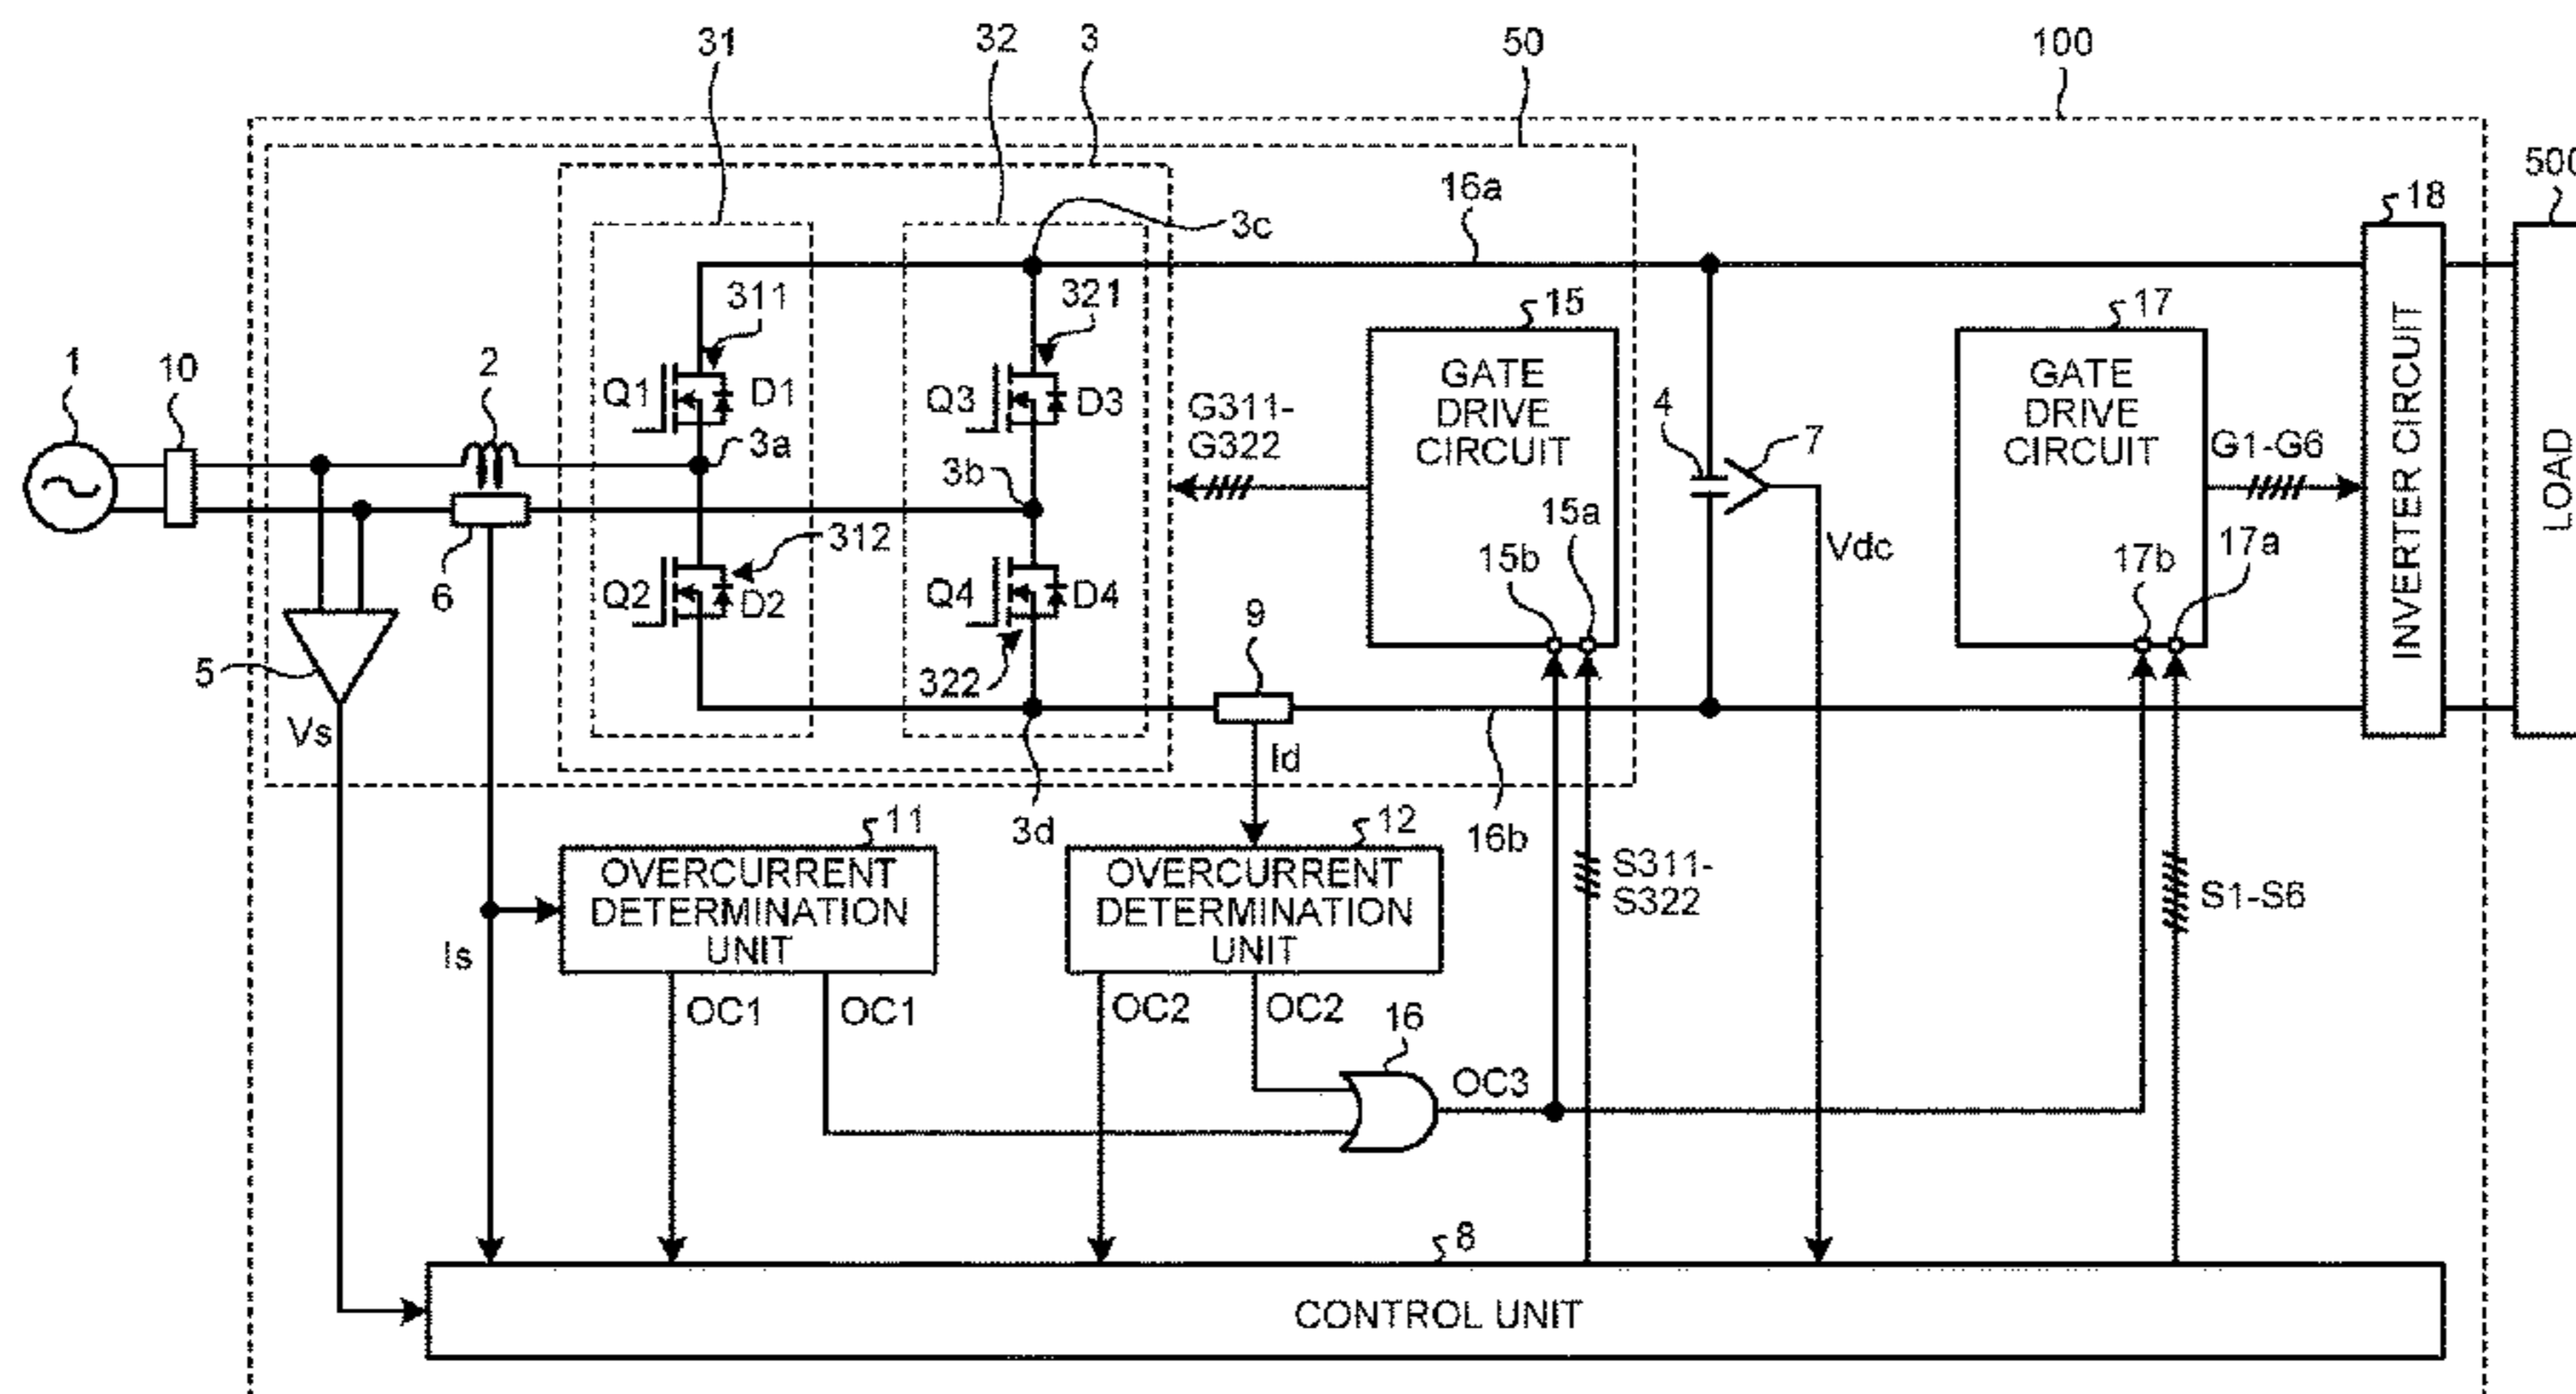 31
32
3
50
100
500
16a
18
3c
311
321
15
17
1
10
2
Q1
D1
Q3
D3
G311-
G322
GATE
DRIVE
CIRCUIT
4
7
GATE
DRIVE
CIRCUIT
G1-G6
INVERTER CIRCUIT
LOAD
3a
3b
312
15a
15b
Vdc
17a
17b
6
Q2
D2
Q4
D4
9
5
322
Vs
Id
3d
16b
11
12
OVERCURRENT
DETERMINATION
UNIT
OVERCURRENT
DETERMINATION
UNIT
S311-
S322
S1-S6
Is
OC1
OC1
OC2
OC2
16
OC3
8
CONTROL UNIT